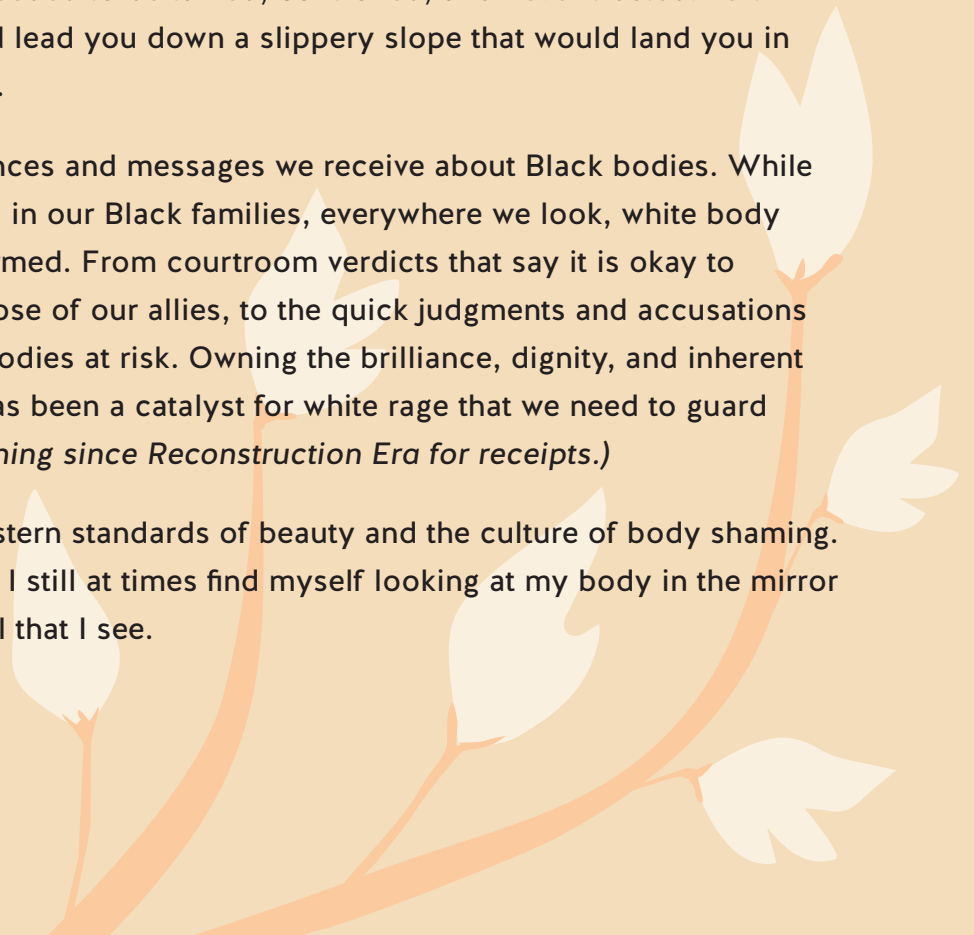 lead you down a slippery slope that would land you in
.
nces and messages we receive about Black bodies. While
in our Black families, everywhere we look, white body
rmed. From courtroom verdicts that say it is okay to
ose of our allies, to the quick judgments and accusations
odies at risk. Owning the brilliance, dignity, and inherent
as been a catalyst for white rage that we need to guard
ning since Reconstruction Era for receipts.)
stern standards of beauty and the culture of body shaming.
I still at times find myself looking at my body in the mirror
l that I see.